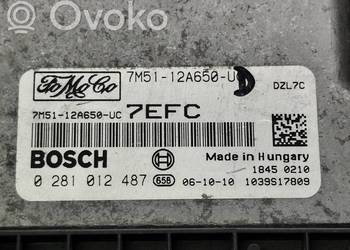 Ovoko
FoMoCo
7M51-12A650-UC
DZL7C
7M51-12A650-UC
7EFC
BOSCH
Made in Hungary
1845 0210
0 281 012 487
658
06-10-10
1039S17809